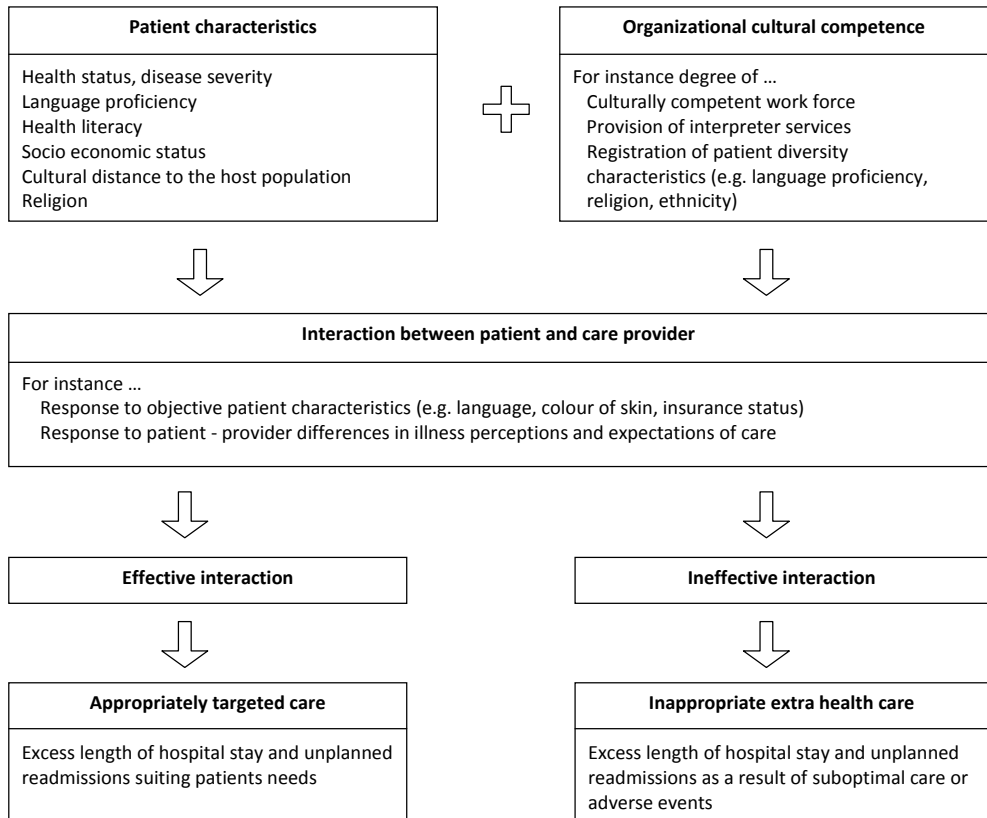 Patient characteristics
Health status, disease severity
Language proficiency
Health literacy
Socio economic status
Cultural distance to the host population
Religion
Organizational cultural competence
For instance degree of ...
Culturally competent work force
Provision of interpreter services
Registration of patient diversity
characteristics (e.g. language proficiency,
religion, ethnicity)
Interaction between patient and care provider
For instance ...
Response to objective patient characteristics (e.g. language, colour of skin, insurance status)
Response to patient - provider differences in illness perceptions and expectations of care
Effective interaction
Ineffective interaction
Appropriately targeted care
Excess length of hospital stay and unplanned
readmissions suiting patients needs
Inappropriate extra health care
Excess length of hospital stay and unplanned
readmissions as a result of suboptimal care or
adverse events